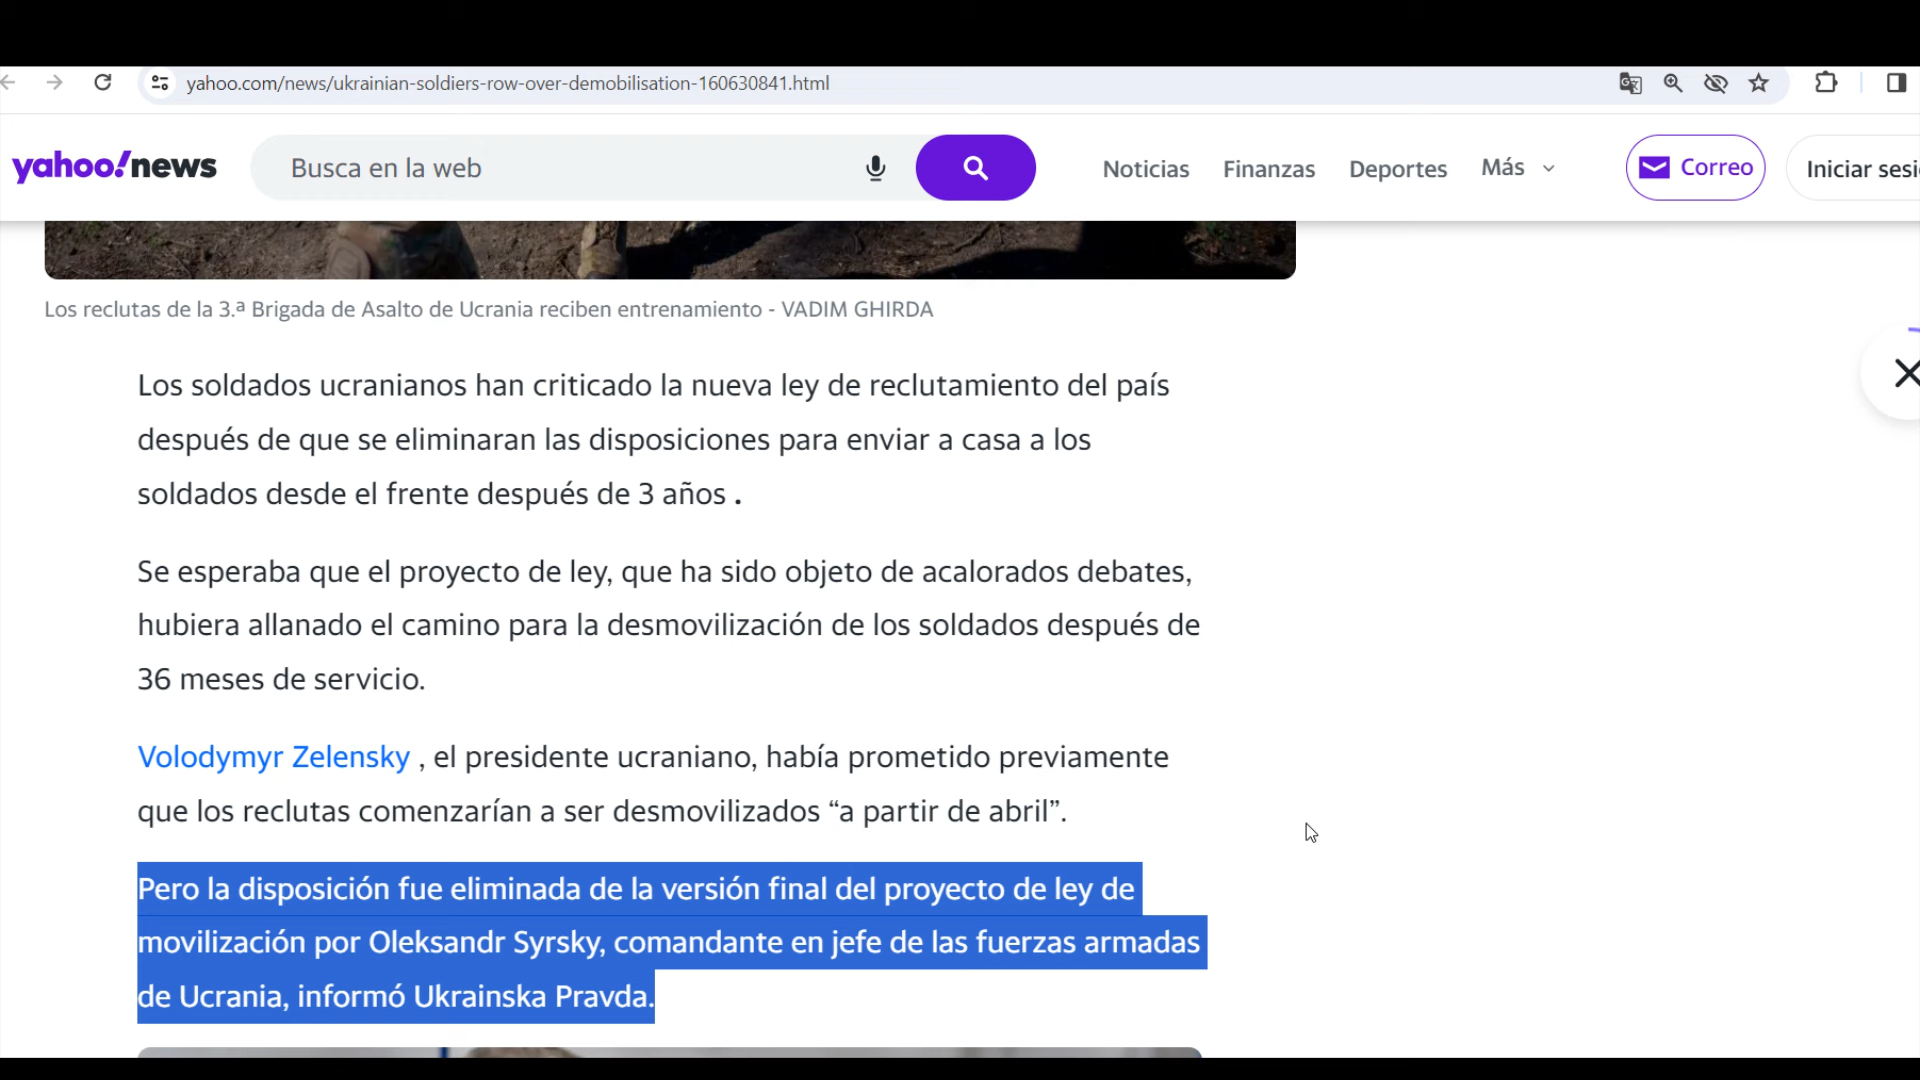 yahoo.com/news/ukrainian-soldiers-row-over-demobilisation-160630841.html
yahoo!news
Busca en la web
Noticias
Finanzas
Deportes
Más
Correo
Iniciar sesi
Los reclutas de la 3.ª Brigada de Asalto de Ucrania reciben entrenamiento - VADIM GHIRDA
Los soldados ucranianos han criticado la nueva ley de reclutamiento del país
después de que se eliminaran las disposiciones para enviar a casa a los
soldados desde el frente después de 3 años .
Se esperaba que el proyecto de ley, que ha sido objeto de acalorados debates,
hubiera allanado el camino para la desmovilización de los soldados después de
36 meses de servicio.
Volodymyr Zelensky , el presidente ucraniano, había prometido previamente
que los reclutas comenzarían a ser desmovilizados “a partir de abril”.
Pero la disposición fue eliminada de la versión final del proyecto de ley de
movilización por Oleksandr Syrsky, comandante en jefe de las fuerzas armadas
de Ucrania, informó Ukrainska Pravda.